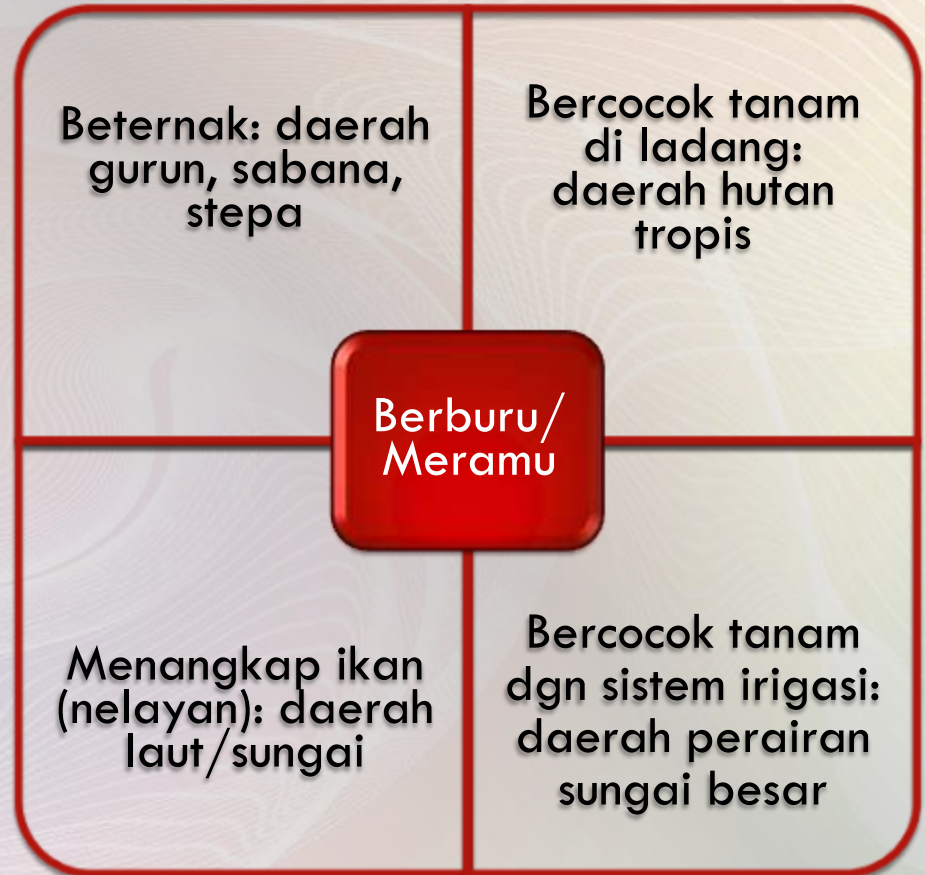 Beternak: daerah
gurun, sabana,
stepa
Bercocok tanam
di ladang:
daerah hutan
tropis
Berburu/
Meramu
Menangkap ikan
(nelayan): daerah
laut/sungai
Bercocok tanam
dgn sistem irigasi:
daerah perairan
sungai besar